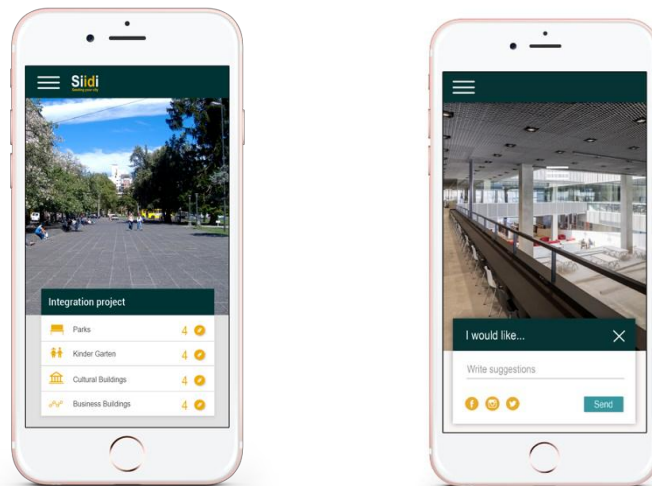 Siidi
Integration project
Parks 4
Kinder Garten 4
Cultural Buildings 4
Business Buildings 4
I would like...
Write suggestions
Send